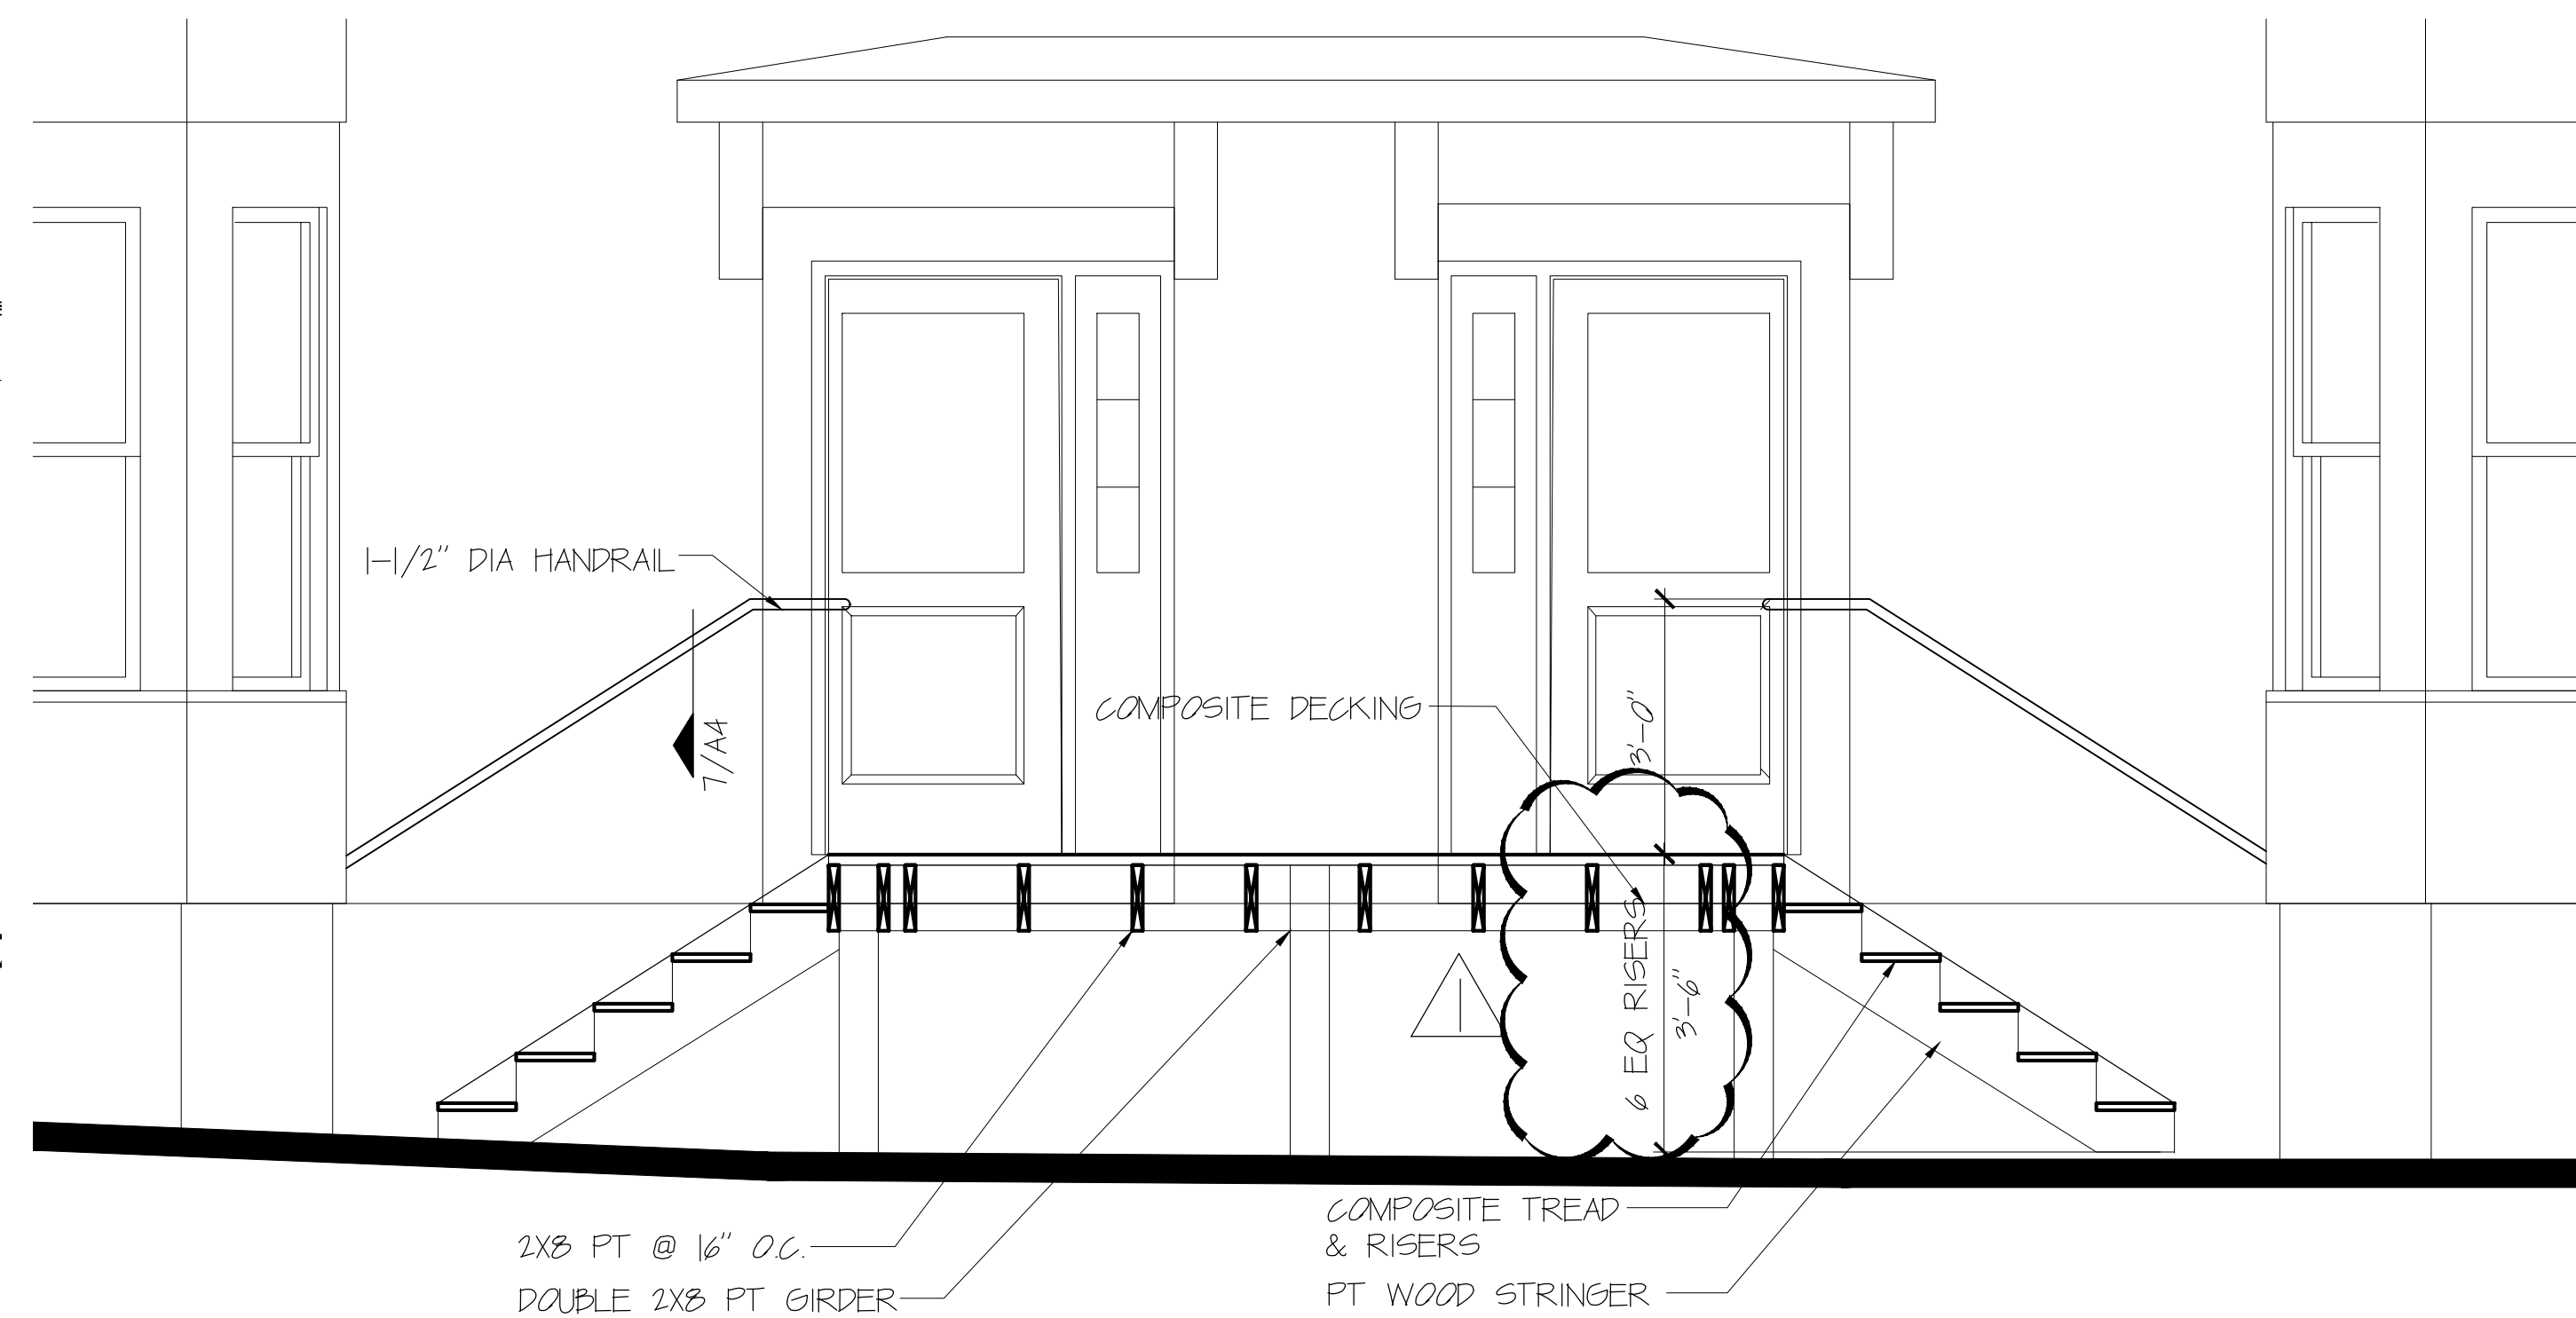 1-1/2" DIA HANDRAIL
7/A4
COMPOSITE DECKING
3'-0"
6 EQ RISERS
3'-6"
1
COMPOSITE TREAD
& RISERS
2X8 PT @ 16" O.C.
PT WOOD STRINGER
DOUBLE 2X8 PT GIRDER